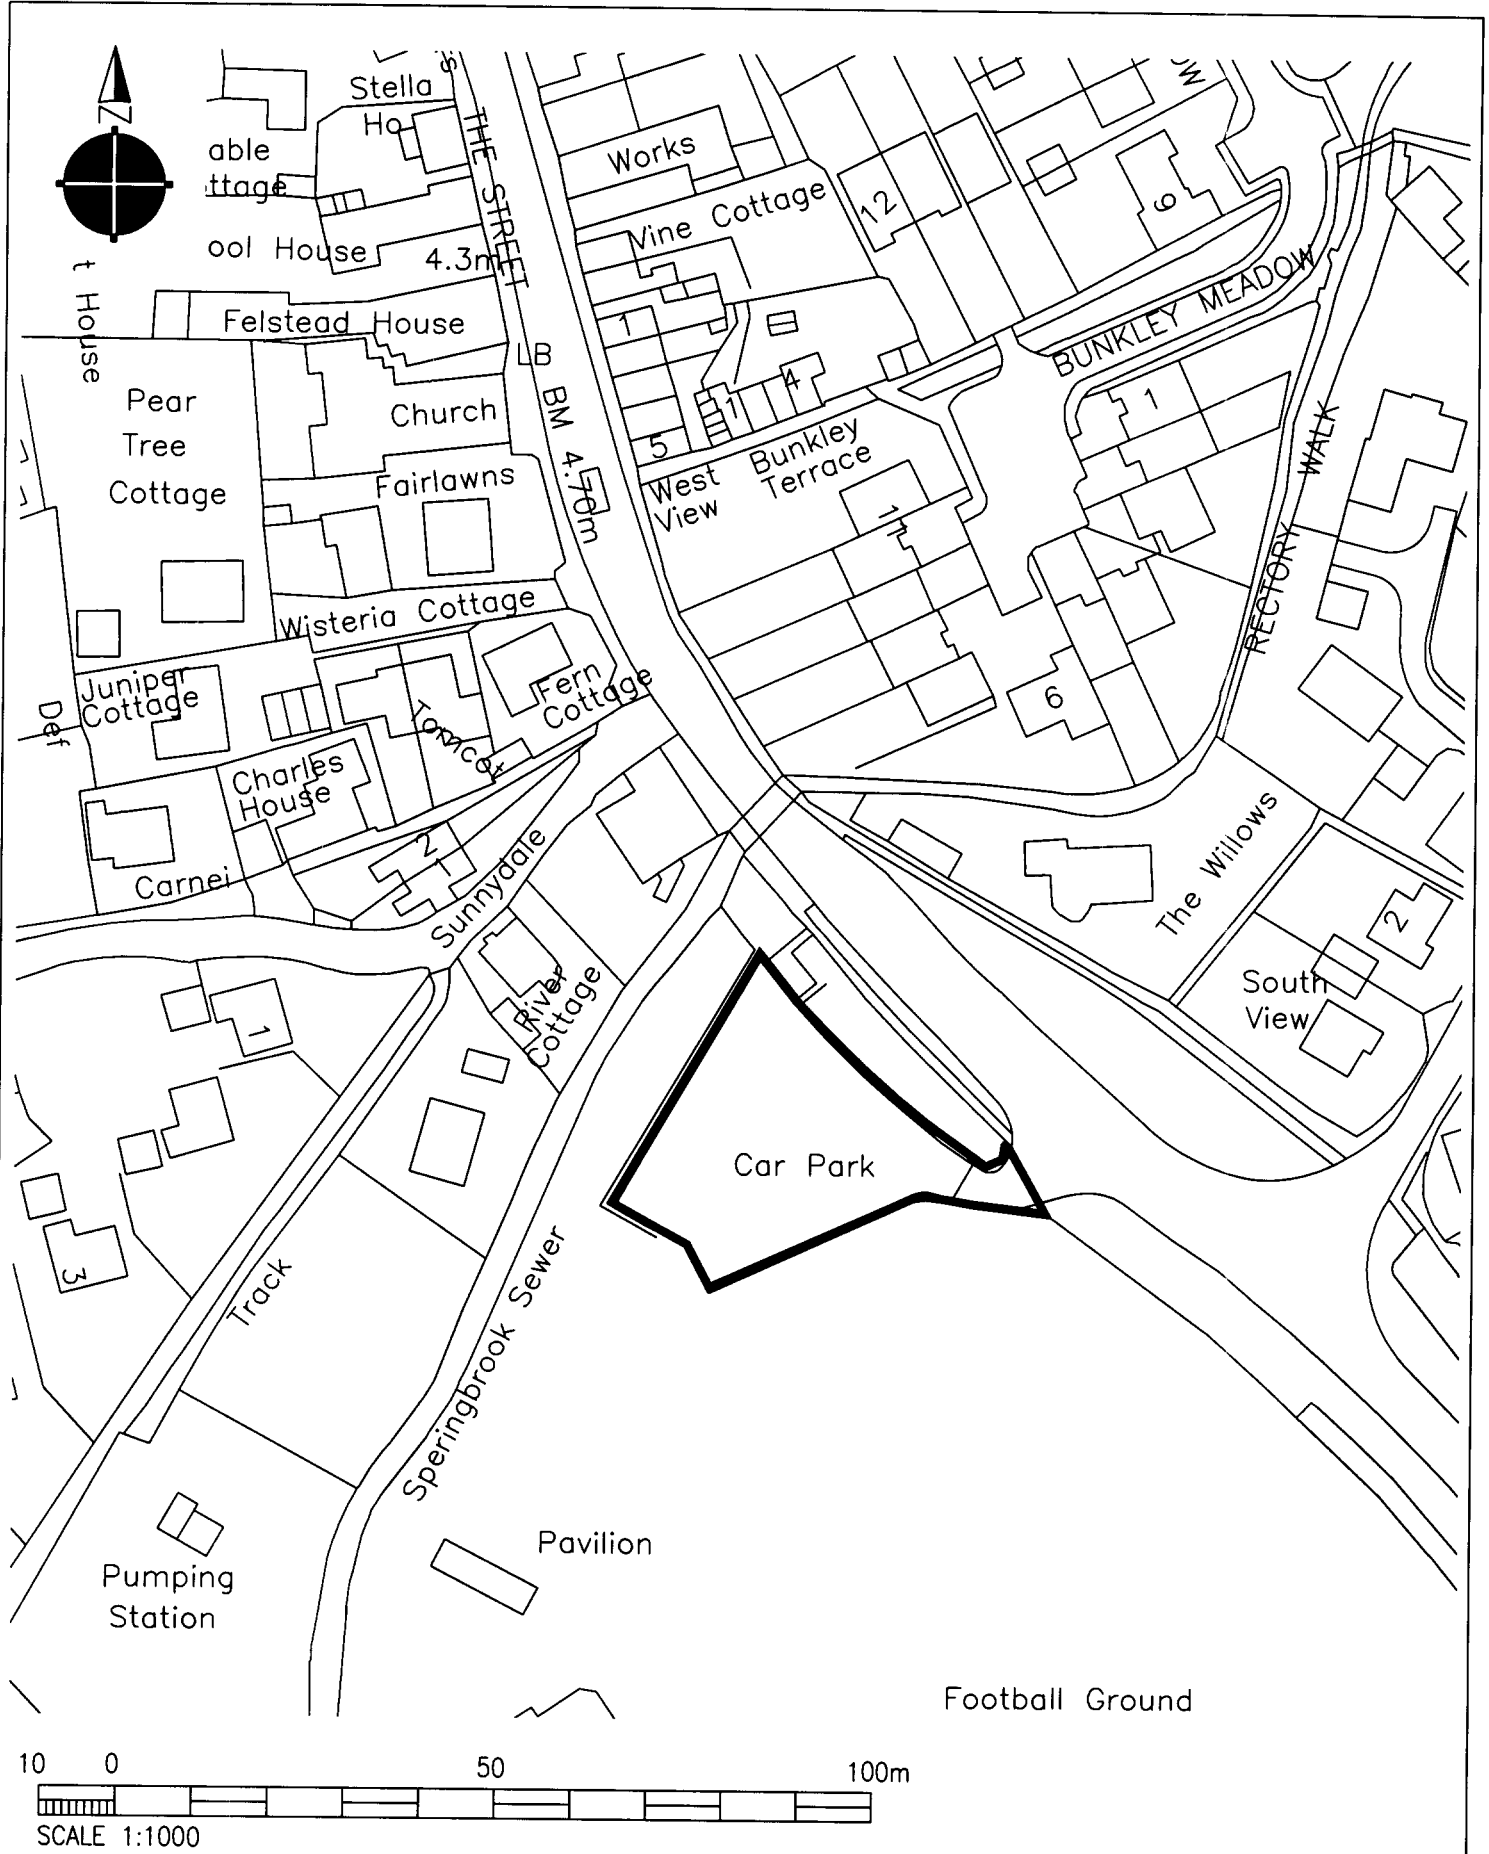 Stella
Ho
s
THE STREET
able
ttage
ool House
4.3m
t House
Felstead House
LB
BM 4.70m
Works
Vine Cottage
12
9
OW
BUNKLEY MEADOW
1
1
4
5
1
Pear
Tree
Cottage
Church
Fairlawns
West
View
Bunkley
Terrace
11
RECTORY WALK
Wisteria Cottage
Juniper
Cottage
Fern
Cottage
Def
Tomcot
Charles
House
6
Carnei
2
1
Sunnydale
The Willows
2
South
View
River
Cottage
1
Car Park
3
Track
Speringbrook Sewer
Pavilion
Pumping
Station
Football Ground
10 0 50 100m
SCALE 1:1000
N